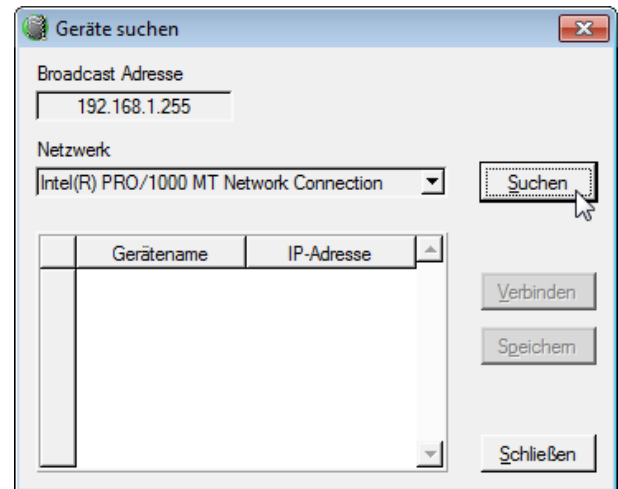 Geräte suchen
Broadcast Adresse
192.168.1.255
Netzwerk
Intel(R) PRO/1000 MT Network Connection
Suchen
Gerätename IP-Adresse
Verbinden
Speichern
Schließen